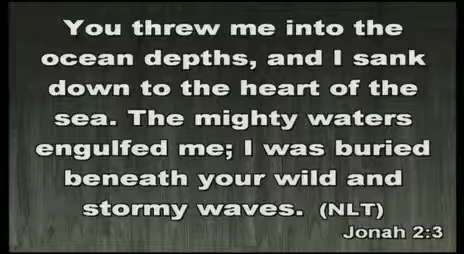 You threw me into the
ocean depths, and I sank
down to the heart of the
sea. The mighty waters
engulfed me; I was buried
beneath your wild and
stormy waves. (NLT)
Jonah 2:3